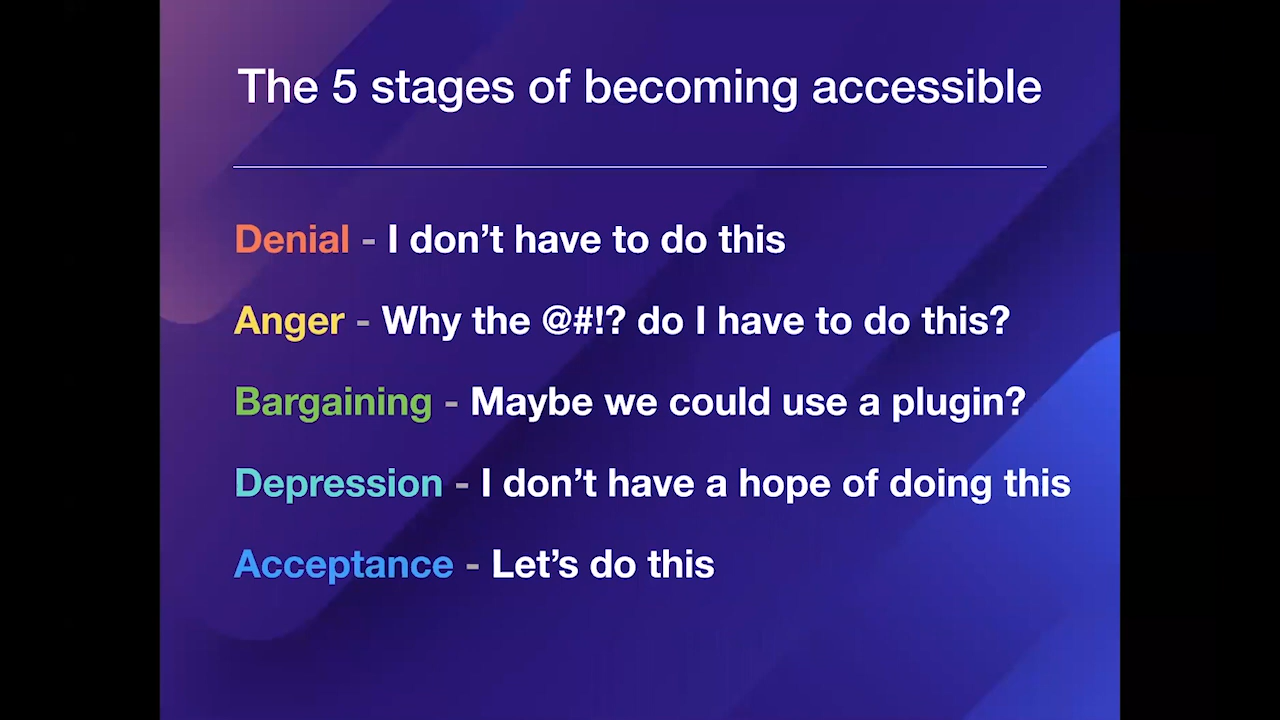 The 5 stages of becoming accessible
Denial - I don’t have to do this
Anger - Why the @#!? do I have to do this?
Bargaining - Maybe we could use a plugin?
Depression - I don’t have a hope of doing this
Acceptance - Let’s do this